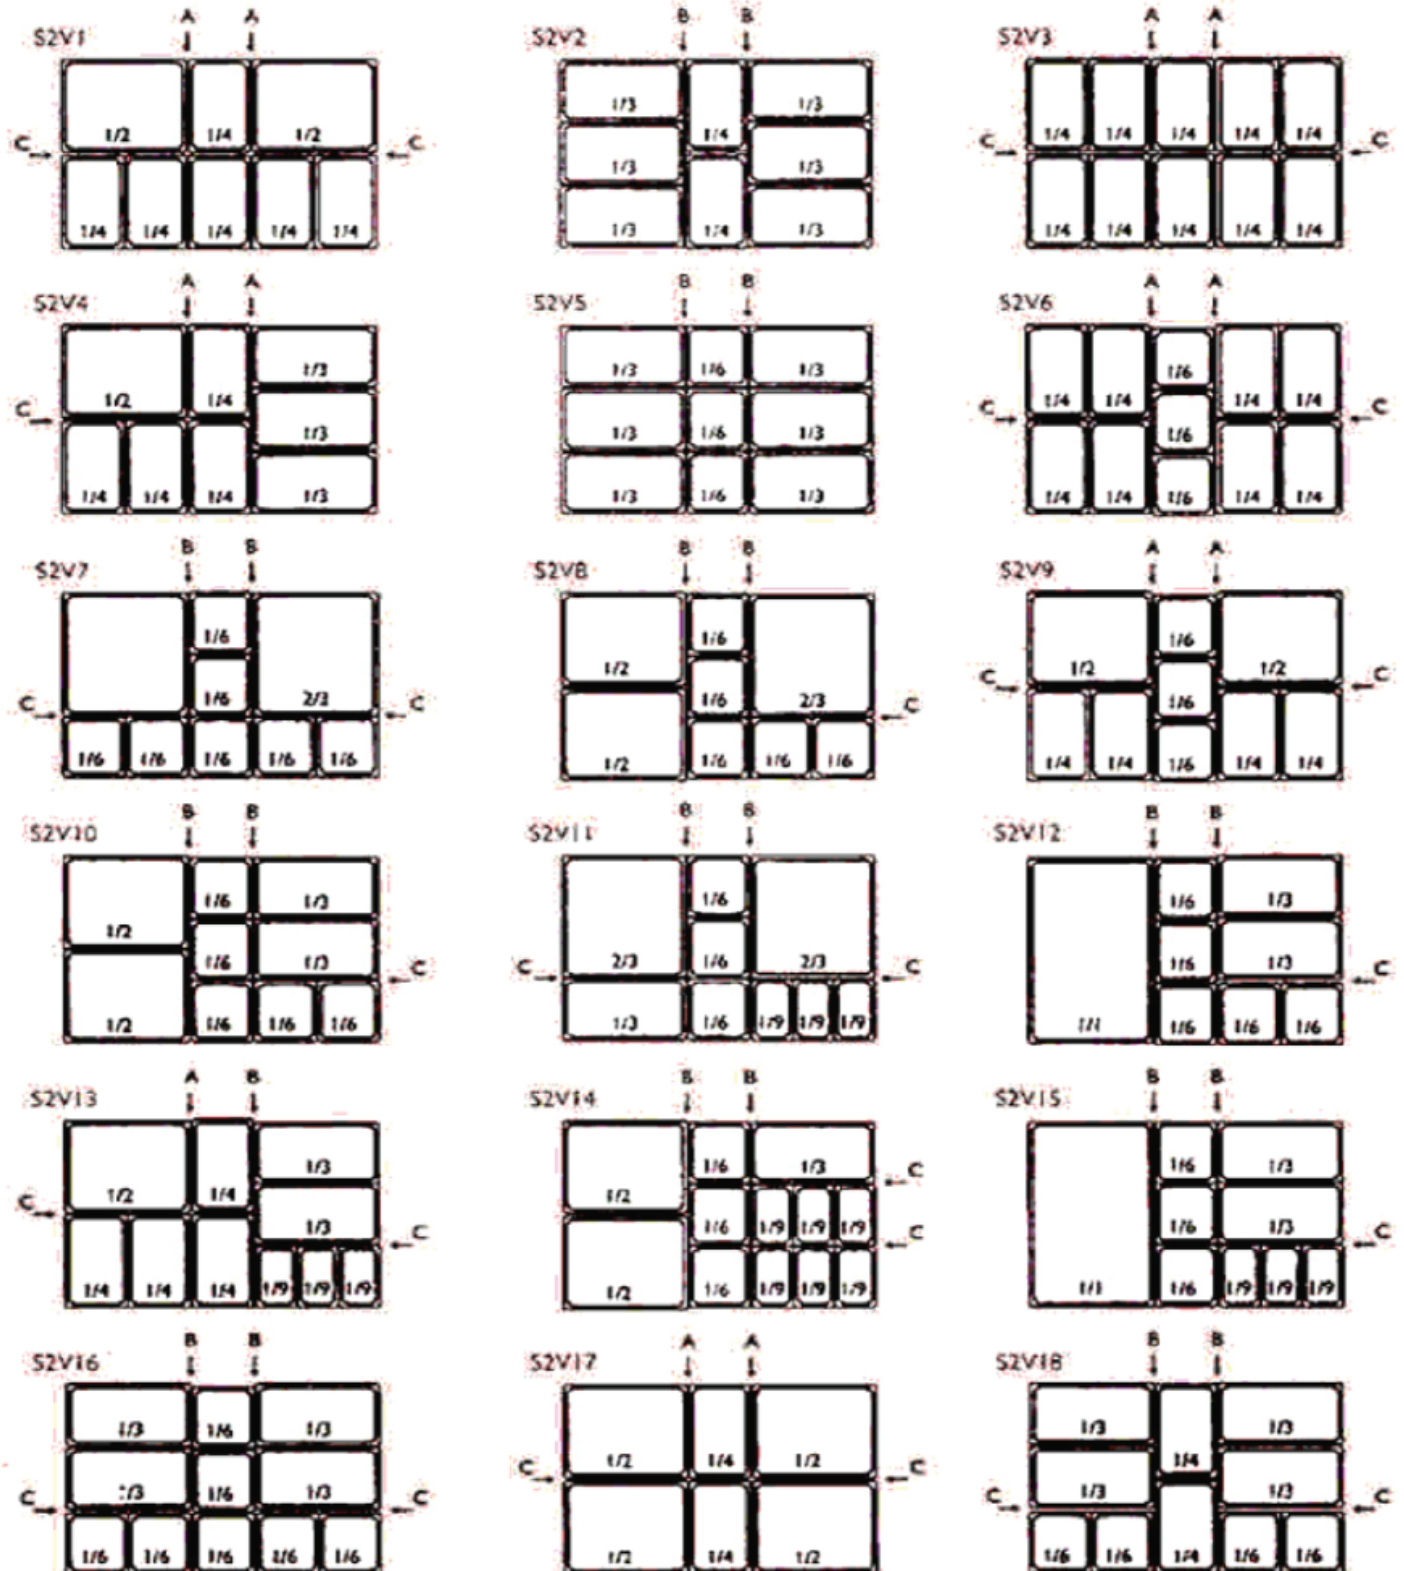 A A B B A A
S2V1 S2V2 S2V3
1/3 1/3
1/2 1/4 1/2 1/4 1/4 1/4 1/4 1/4 1/4
C C C C
1/3 1/3
1/4 1/4 1/4 1/4 1/4 1/3 1/4 1/3 1/4 1/4 1/4 1/4 1/4
A A B B A A
S2V4 S2V5 S2V6
1/3 1/3 1/6 1/3 1/6
1/2 1/4 1/4 1/4 1/4 1/4
C C C
1/3 1/3 1/6 1/3 1/6
1/4 1/4 1/4 1/3 1/3 1/6 1/3 1/4 1/4 1/6 1/4 1/4
B B B B A A
S2V7 S2V8 S2V9
1/6 1/6 1/6
1/2 1/2 1/2
1/6 2/3 1/6 2/3 1/6
C C C C C
1/6 1/6 1/6 1/6 1/6 1/2 1/6 1/6 1/6 1/4 1/4 1/6 1/4 1/4
B B B B B B
S2V10 S2V11 S2V12
1/6 1/3 1/6 1/6 1/3
1/2
1/6 1/3 2/3 1/6 2/3 1/6 1/3
C C C C
1/2 1/6 1/6 1/6 1/3 1/6 1/9 1/9 1/9 1/1 1/6 1/6 1/6
A B B B B B
S2V13 S2V14 S2V15
1/3 1/6 1/3 1/6 1/3
C
1/2 1/4 1/2
C 1/3 1/6 1/9 1/9 1/9 1/6 1/3
C C C
1/4 1/4 1/4 1/9 1/9 1/9 1/2 1/6 1/9 1/9 1/9 1/1 1/6 1/9 1/9 1/9
B B A A B B
S2V16 S2V17 S2V18
1/3 1/6 1/3 1/3 1/3
1/2 1/4 1/2 1/4
C C
1/3 1/6 1/3 1/3 1/3
C C C C
1/6 1/6 1/6 1/6 1/6 1/2 1/4 1/2 1/6 1/6 1/4 1/6 1/6